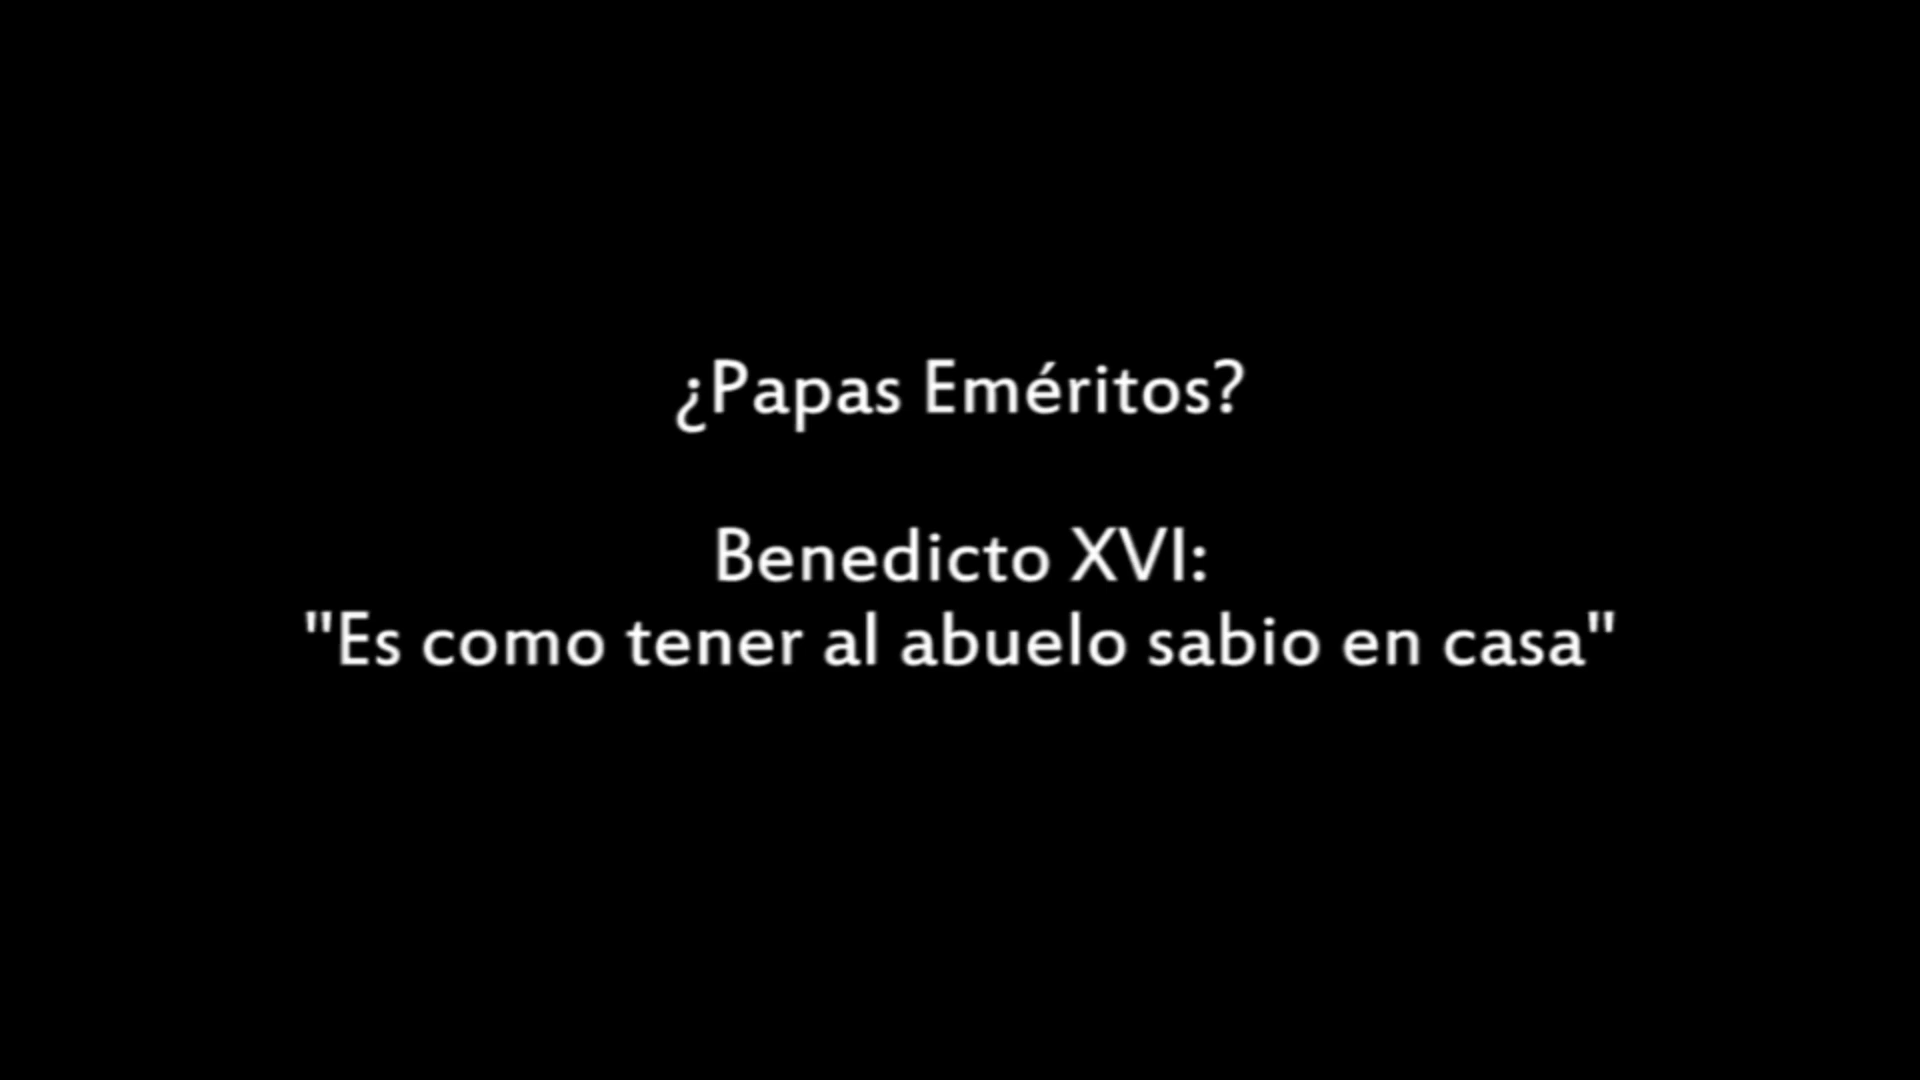 ¿Papas Eméritos?
Benedicto XVI:
"Es como tener al abuelo sabio en casa"